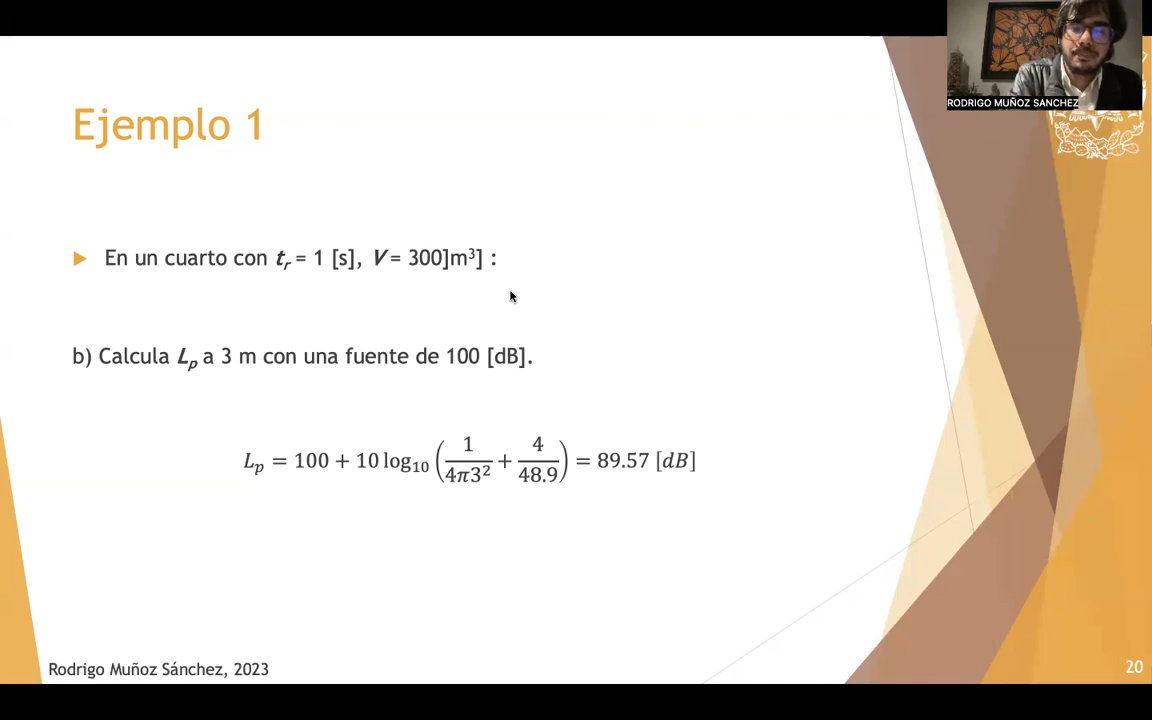 RODRIGO MUÑOZ SANCHEZ
Ejemplo 1
En un cuarto con tᵣ = 1 [s], V = 300]m³] :
b) Calcula Lₚ a 3 m con una fuente de 100 [dB].
Lₚ = 100 + 10 log₁₀ (1/4π3² + 4/48.9) = 89.57 [dB]
Rodrigo Muñoz Sánchez, 2023
20